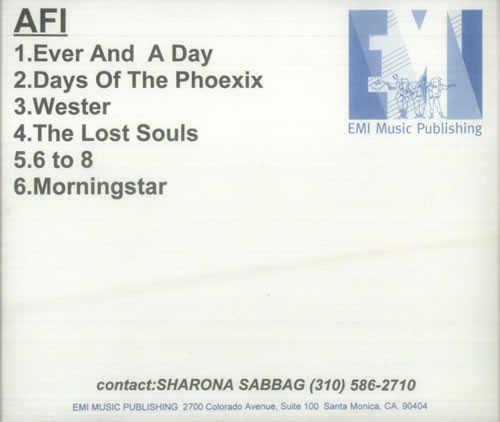 AFI
1.Ever And A Day
2.Days Of The Phoexix
3.Wester
4.The Lost Souls
5.6 to 8
6.Morningstar
EMI
EMI Music Publishing
contact:SHARONA SABBAG (310) 586-2710
EMI MUSIC PUBLISHING 2700 Colorado Avenue, Suite 100 Santa Monica, CA. 90404